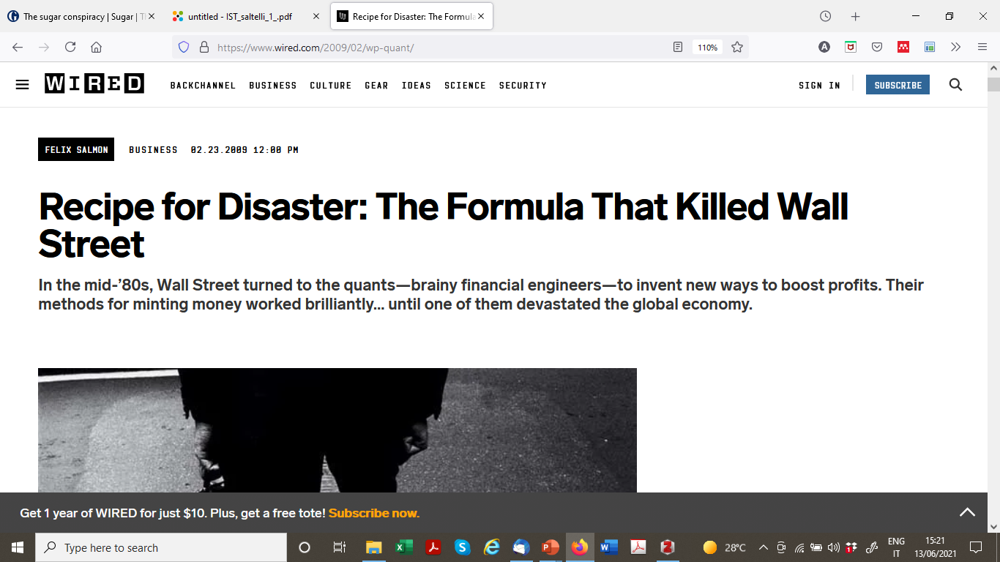 The sugar conspiracy | Sugar | T
untitled - IST_saltelli_1_.pdf
Recipe for Disaster: The Formula
https://www.wired.com/2009/02/wp-quant/
110%
WIRED
BACKCHANNEL BUSINESS CULTURE GEAR IDEAS SCIENCE SECURITY
SIGN IN
SUBSCRIBE
FELIX SALMON BUSINESS 02.23.2009 12:00 PM
Recipe for Disaster: The Formula That Killed Wall
Street
In the mid-’80s, Wall Street turned to the quants—brainy financial engineers—to invent new ways to boost profits. Their
methods for minting money worked brilliantly... until one of them devastated the global economy.
Get 1 year of WIRED for just $10. Plus, get a free tote! Subscribe now.
Type here to search
28°C
ENG
IT
15:21
13/06/2021